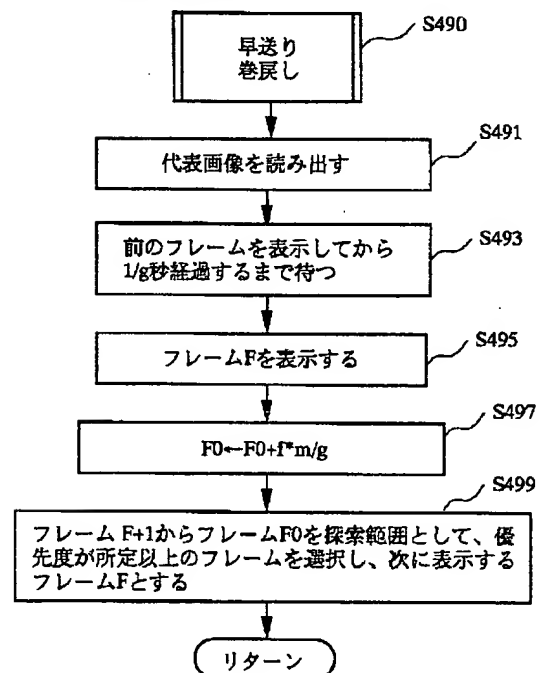 早送り
巻戻し
S490
代表画像を読み出す
S491
前のフレームを表示してから
1/g秒経過するまで待つ
S493
フレームFを表示する
S495
F0←F0+f*m/g
S497
フレーム F+1からフレームF0を探索範囲として、優
先度が所定以上のフレームを選択し、次に表示する
フレームFとする
S499
リターン